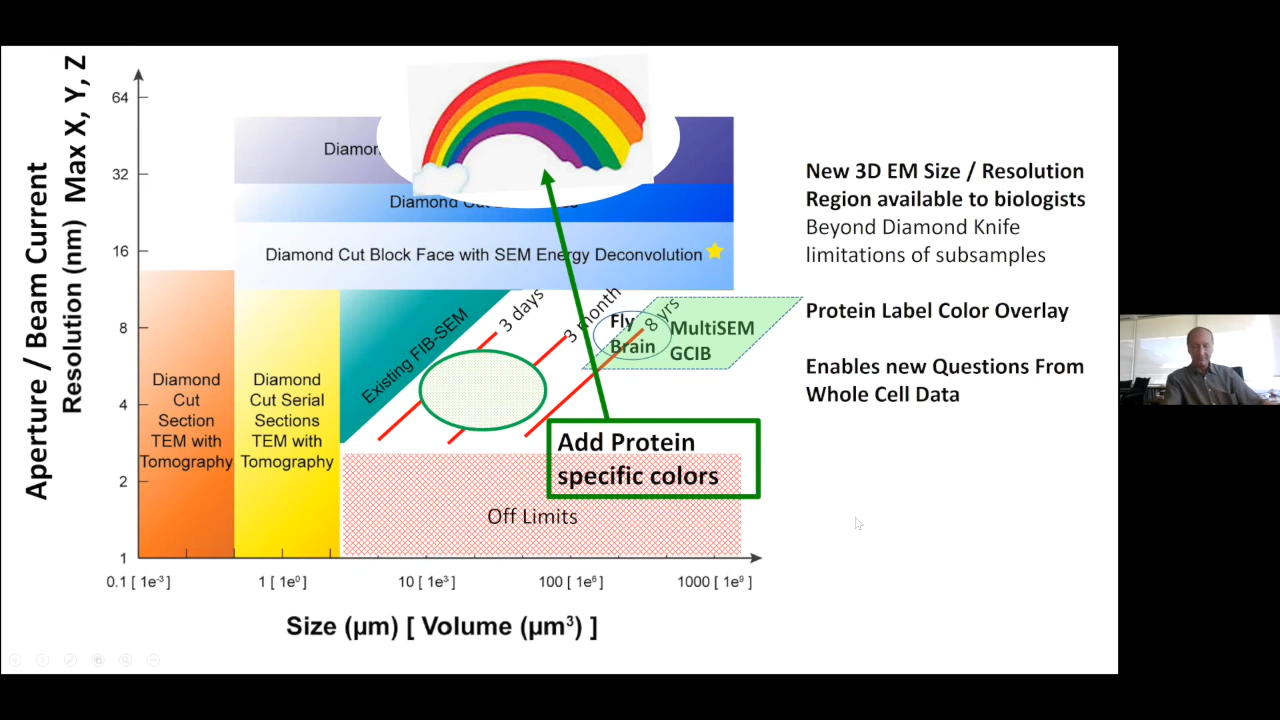 Aperture / Beam Current
Resolution (nm) Max X, Y, Z
64
32
16
8
4
2
1
Diamon
Diamond
Diamond Cut Block Face with SEM Energy Deconvolution
Existing FIB-SEM
3 days
3 month
8 yrs
Fly
Brain
MultiSEM
GCIB
Diamond
Cut
Section
TEM with
Tomography
Diamond
Cut Serial
Sections
TEM with
Tomography
Add Protein
specific colors
Off Limits
0.1 [ 1e-3 ]
1 [ 1e0 ]
10 [ 1e3 ]
100 [ 1e6 ]
1000 [ 1e9 ]
Size (µm) [ Volume (µm3) ]
New 3D EM Size / Resolution
Region available to biologists
Beyond Diamond Knife
limitations of subsamples
Protein Label Color Overlay
Enables new Questions From
Whole Cell Data